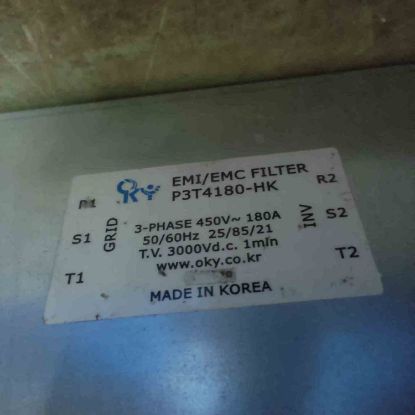 OKY EMI/EMC FILTER
P3T4180-HK
R1 R2
3-PHASE 450V~ 180A
S1 GRID 50/60Hz 25/85/21 INV S2
T.V. 3000Vd.c. 1min
T1 www.oky.co.kr T2
MADE IN KOREA